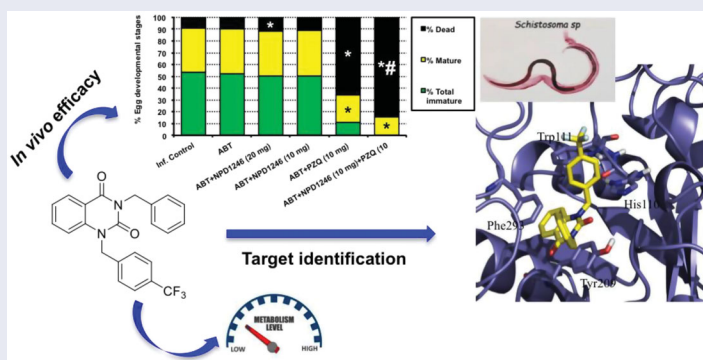 In vivo efficacy
% Egg developmental stages
100
90
80
70
60
50
40
30
20
10
0
*
*
*
*#
*
Inf. Control
ABT
ABT+NPD1246 (20 mg)
ABT+NPD1246 (10 mg)
ABT+PZQ (10 mg)
ABT+NPD1246 (10 mg)+PZQ (10
% Dead
% Mature
% Total immature
Schistosoma sp
O
N
N
O
CF3
Target identification
METABOLISM
LEVEL
LOW
HIGH
Trp111
His110
Phe293
Tyr209